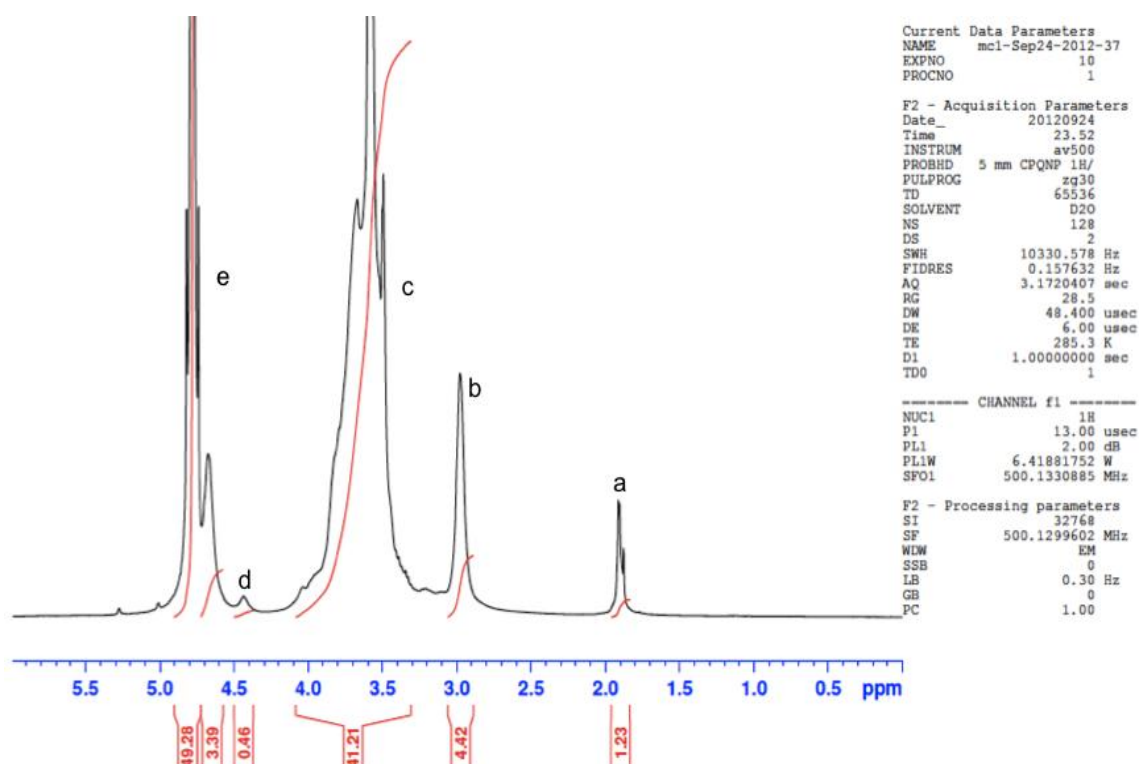 Current Data Parameters
NAME mc1-Sep24-2012-37
EXPNO 10
PROCNO 1
F2 - Acquisition Parameters
Date_ 20120924
Time 23.52
INSTRUM av500
PROBHD 5 mm CPQNP 1H/
PULPROG zg30
TD 65536
SOLVENT D2O
NS 128
DS 2
SWH 10330.578 Hz
FIDRES 0.157632 Hz
AQ 3.1720407 sec
RG 28.5
DW 48.400 usec
DE 6.00 usec
TE 285.3 K
D1 1.00000000 sec
TD0 1
======== CHANNEL f1 ========
NUC1 1H
P1 13.00 usec
PL1 2.00 dB
PL1W 6.41881752 W
SFO1 500.1330885 MHz
F2 - Processing parameters
SI 32768
SF 500.1299602 MHz
WDW EM
SSB 0
LB 0.30 Hz
GB 0
PC 1.00
e
c
b
a
d
5.5 5.0 4.5 4.0 3.5 3.0 2.5 2.0 1.5 1.0 0.5 ppm
49.28 3.39 0.46 41.21 4.42 1.23